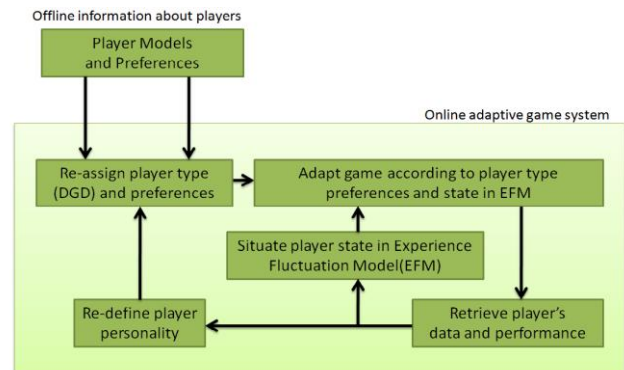 Offline information about players
Player Models
and Preferences
Online adaptive game system
Re-assign player type
(DGD) and preferences
Adapt game according to player type
preferences and state in EFM
Situate player state in Experience
Fluctuation Model(EFM)
Re-define player
personality
Retrieve player's
data and performance